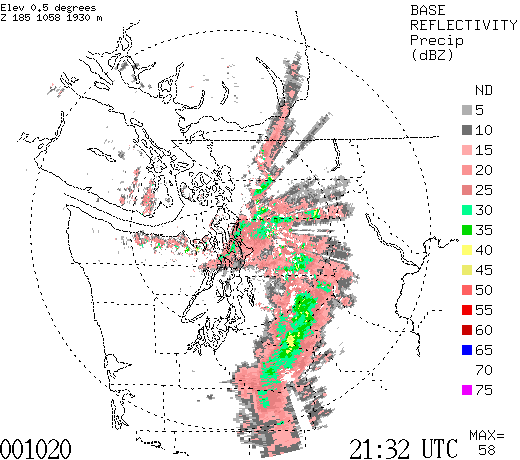 Elev 0.5 degrees
Z 185 1058 1930 m
BASE
REFLECTIVITY
Precip
(dBZ)
ND
5
10
15
20
25
30
35
40
45
50
55
60
65
70
75
MAX=
58
001020
21:32 UTC